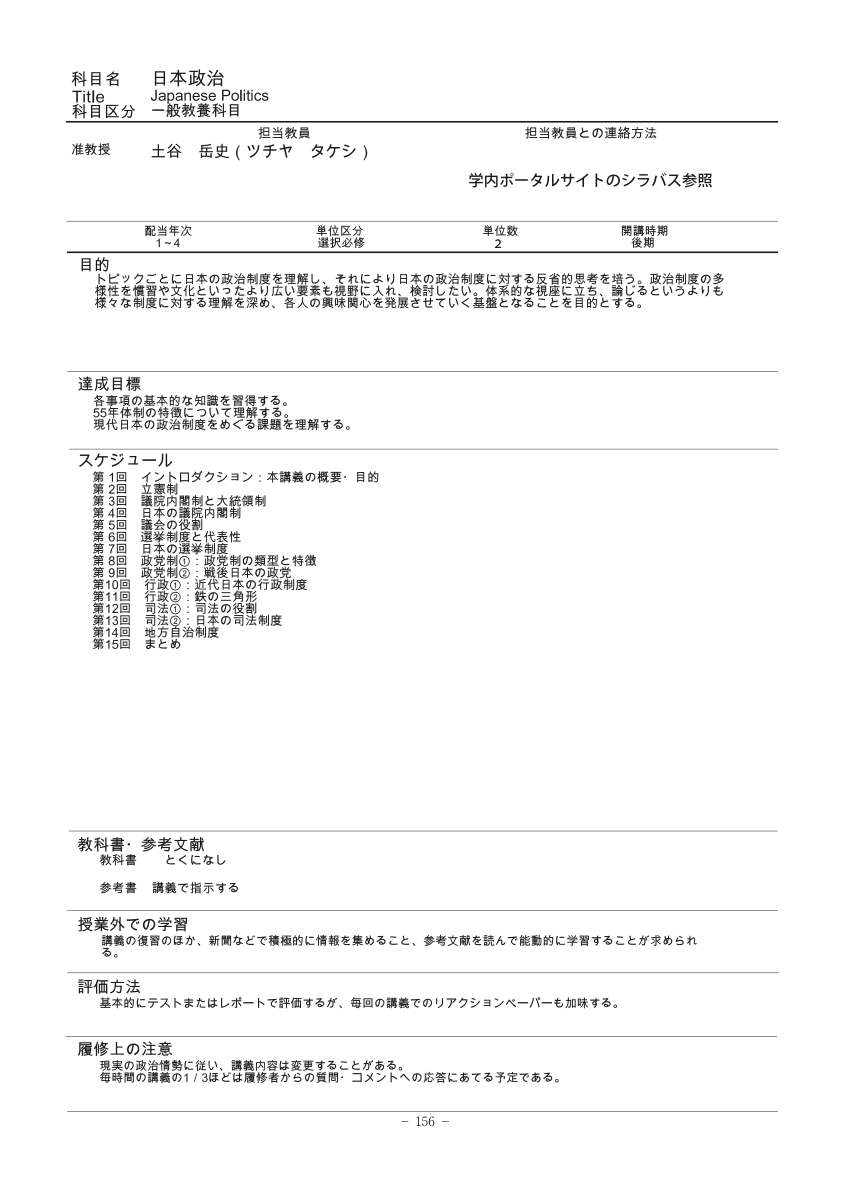 科目名 日本政治
Title Japanese Politics
科目区分 一般教養科目
担当教員 担当教員との連絡方法
准教授 土谷 岳史(ツチヤ タケシ)
学内ポータルサイトのシラバス参照
配当年次 単位区分 単位数 開講時期
1~4 選択必修 2 後期
目的
トピックごとに日本の政治制度を理解し、それにより日本の政治制度に対する反省的思考を培う。政治制度の多
様性を慣習や文化といったより広い要素も視野に入れ、検討したい。体系的な視座に立ち、論じるというよりも
様々な制度に対する理解を深め、各人の興味関心を発展させていく基盤となることを目的とする。
達成目標
各事項の基本的な知識を習得する。
55年体制の特徴について理解する。
現代日本の政治制度をめぐる課題を理解する。
スケジュール
第 1回 イントロダクション:本講義の概要・目的
第 2回 立憲制
第 3回 議院内閣制と大統領制
第 4回 日本の議院内閣制
第 5回 議会の役割
第 6回 選挙制度と代表性
第 7回 日本の選挙制度
第 8回 政党制①:政党制の類型と特徴
第 9回 政党制②:戦後日本の政党
第10回 行政①:近代日本の行政制度
第11回 行政②:鉄の三角形
第12回 司法①:司法の役割
第13回 司法②:日本の司法制度
第14回 地方自治制度
第15回 まとめ
教科書・参考文献
教科書 とくになし
参考書 講義で指示する
授業外での学習
講義の復習のほか、新聞などで積極的に情報を集めること、参考文献を読んで能動的に学習することが求められ
る。
評価方法
基本的にテストまたはレポートで評価するが、毎回の講義でのリアクションペーパーも加味する。
履修上の注意
現実の政治情勢に従い、講義内容は変更することがある。
毎時間の講義の1/3ほどは履修者からの質問・コメントへの応答にあてる予定である。
− 156 −